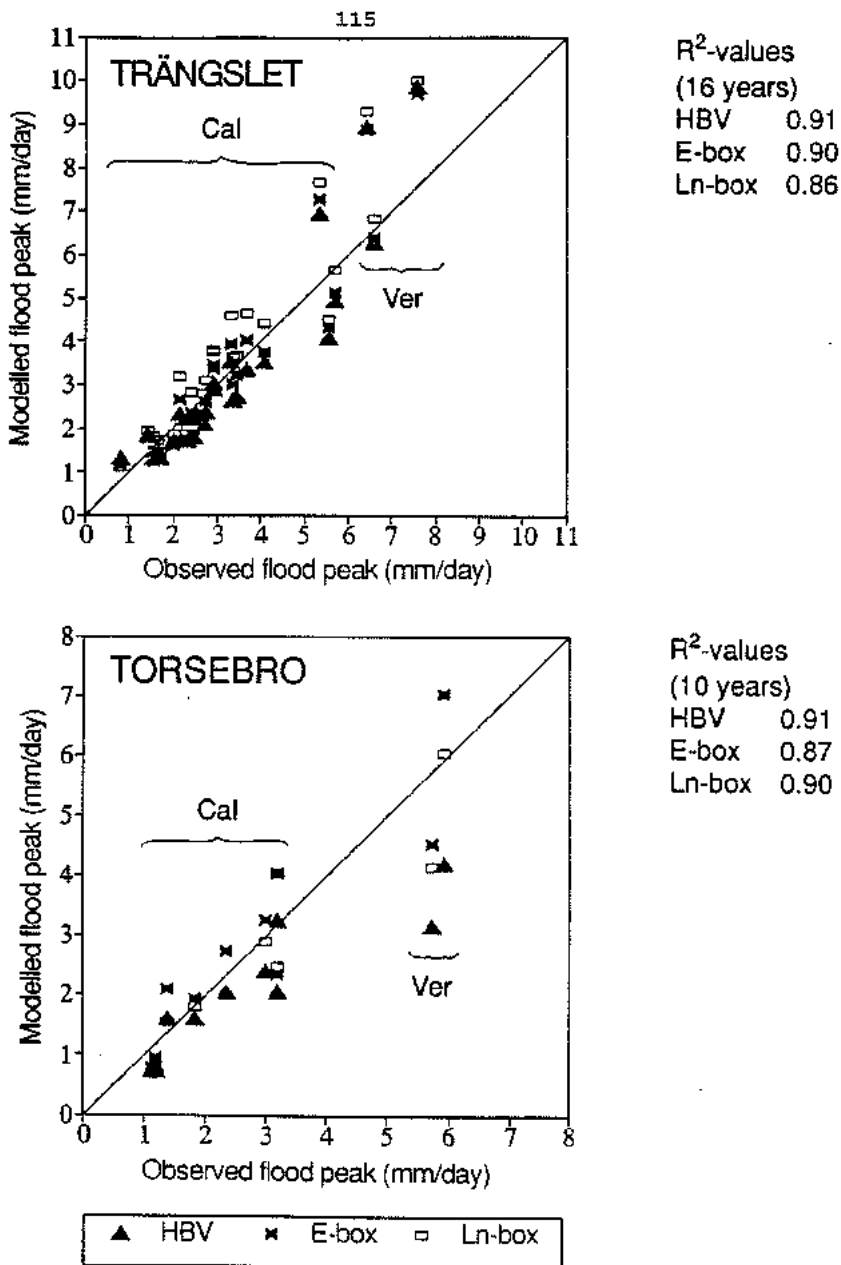 115
TRÄNGSLET
Cal
Ver
Modelled flood peak (mm/day)
11
10
9
8
7
6
5
4
3
2
1
0
0 1 2 3 4 5 6 7 8 9 10 11
Observed flood peak (mm/day)
R²-values
(16 years)
HBV 0.91
E-box 0.90
Ln-box 0.86
TORSEBRO
Cal
Ver
Modelled flood peak (mm/day)
8
7
6
5
4
3
2
1
0
0 1 2 3 4 5 6 7 8
Observed flood peak (mm/day)
R²-values
(10 years)
HBV 0.91
E-box 0.87
Ln-box 0.90
HBV E-box Ln-box